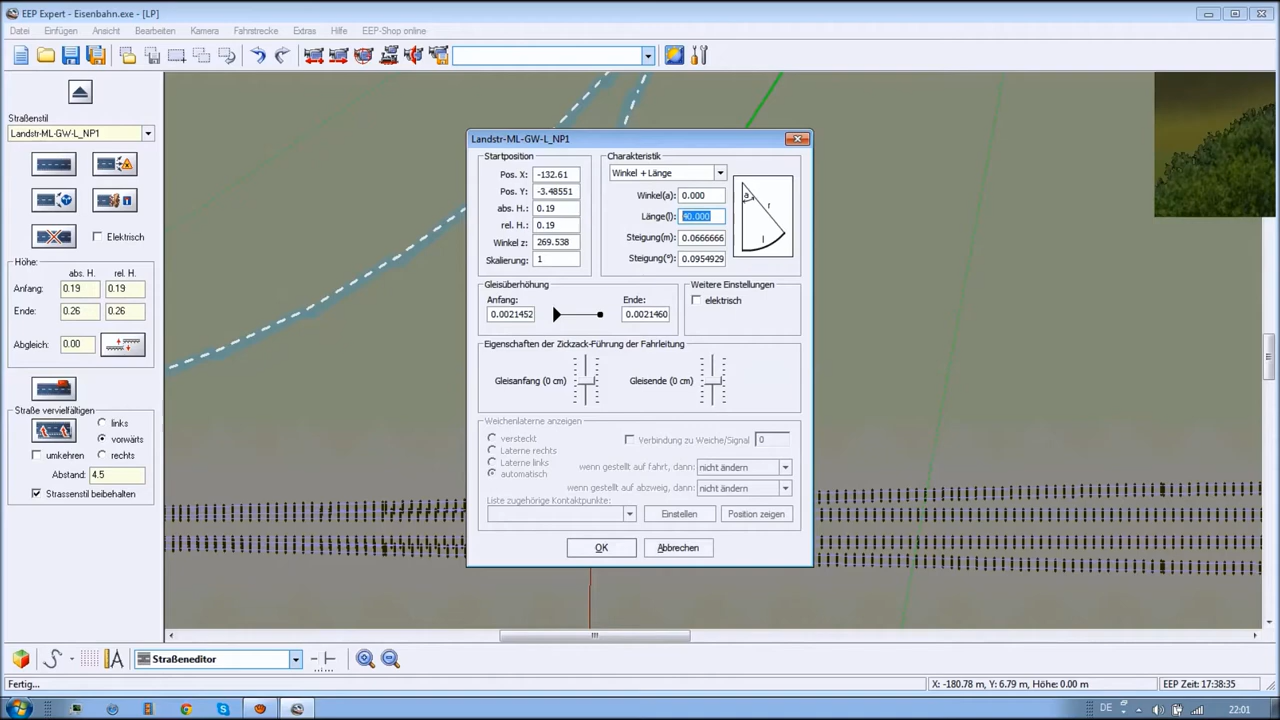 EEP Expert - Eisenbahn.exe - [LP]
Datei Einfügen Ansicht Bearbeiten Kamera Fahrstrecke Extras Hilfe EEP-Shop online
Straßenstil
Landstr-ML-GW-L_NP1
Elektrisch
Höhe:
abs. H. rel. H.
Anfang: 0.19 0.19
Ende: 0.26 0.26
Abgleich: 0.00
Straße vervielfältigen
links
vorwärts
umkehren rechts
Abstand: 4.5
Strassenstil beibehalten
Landstr-ML-GW-L_NP1
Startposition
Pos. X: -132.61
Pos. Y: -3.48551
abs. H.: 0.19
rel. H.: 0.19
Winkel z: 269.538
Skalierung: 1
Charakteristik
Winkel + Länge
Winkel(a): 0.000
Länge(l): 40.000
Steigung(m): 0.0666666
Steigung(°): 0.0954929
a
r
l
Gleisüberhöhung
Anfang: Ende:
0.0021452 0.0021460
Weitere Einstellungen
elektrisch
Eigenschaften der Zickzack-Führung der Fahrleitung
Gleisanfang (0 cm) Gleisende (0 cm)
Weichenlaterne anzeigen
versteckt
Laterne rechts
Laterne links
automatisch
Verbindung zu Weiche/Signal 0
wenn gestellt auf fahrt, dann: nicht ändern
wenn gestellt auf abzweig, dann: nicht ändern
Liste zugehörige Kontaktpunkte:
Einstellen Position zeigen
OK Abbrechen
Straßeneditor
Fertig... X: -180.78 m, Y: 6.79 m, Höhe: 0.00 m EEP Zeit: 17:38:35
DE 22:01